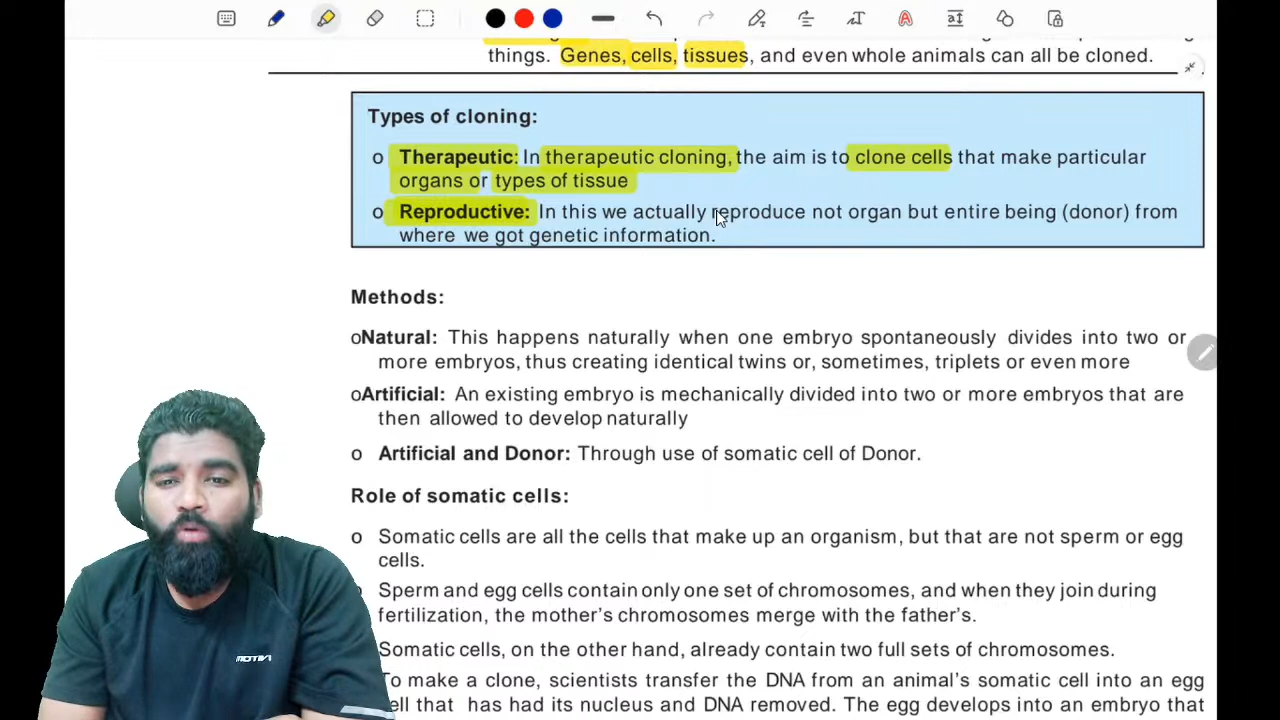 things. Genes, cells, tissues, and even whole animals can all be cloned.
Types of cloning:
o Therapeutic: In therapeutic cloning, the aim is to clone cells that make particular
organs or types of tissue
o Reproductive: In this we actually reproduce not organ but entire being (donor) from
where we got genetic information.
Methods:
oNatural: This happens naturally when one embryo spontaneously divides into two or
more embryos, thus creating identical twins or, sometimes, triplets or even more
oArtificial: An existing embryo is mechanically divided into two or more embryos that are
then allowed to develop naturally
o Artificial and Donor: Through use of somatic cell of Donor.
Role of somatic cells:
o Somatic cells are all the cells that make up an organism, but that are not sperm or egg
cells.
Sperm and egg cells contain only one set of chromosomes, and when they join during
fertilization, the mother's chromosomes merge with the father's.
Somatic cells, on the other hand, already contain two full sets of chromosomes.
To make a clone, scientists transfer the DNA from an animal's somatic cell into an egg
that has had its nucleus and DNA removed. The egg develops into an embryo that